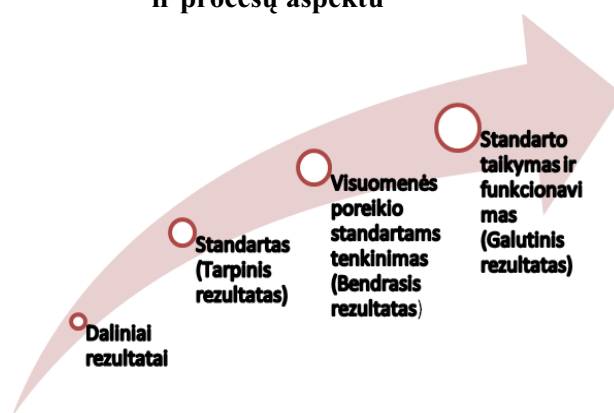 ir procesų aspektu
Standarto
taikymas ir
funkcionavi
mas
(Galutinis
rezultatas)
Visuomenės
poreikio
standartams
tenkinimas
(Bendrasis
rezultatas)
Standartas
(Tarpinis
rezultatas)
Daliniai
rezultatai